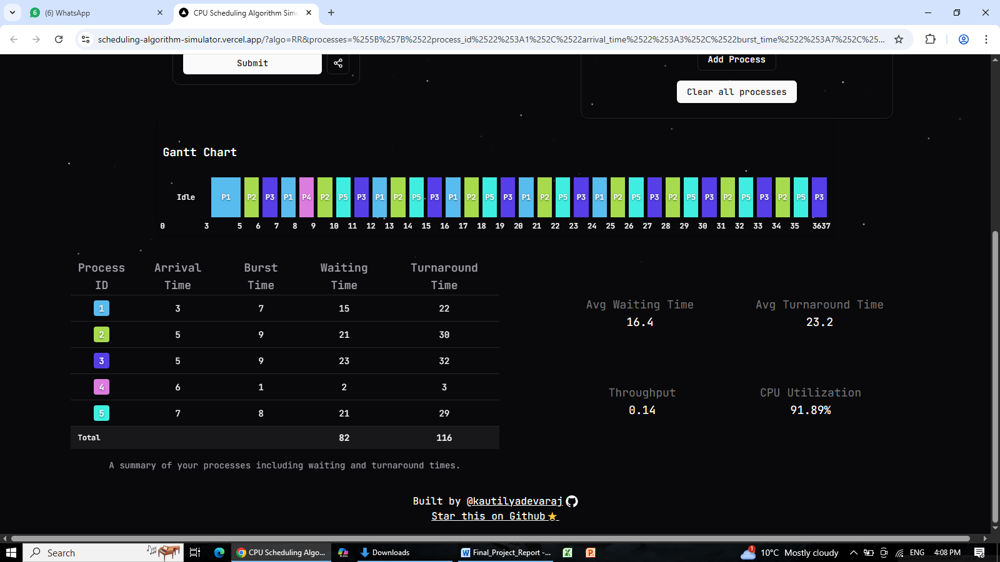 (6) WhatsApp
CPU Scheduling Algorithm Simu
scheduling-algorithm-simulator.vercel.app/?algo=RR&processes=%255B%257B%2522process_id%2522%253A1%252C%2522arrival_time%2522%253A3%252C%2522burst_time%2522%253A7%252C%25...
Submit
Add Process
Clear all processes
Gantt Chart
Idle P1 P2 P3 P1 P4 P2 P5 P3 P1 P2 P5 P3 P1 P2 P5 P3 P1 P2 P5 P3 P1 P2 P5 P3 P2 P5 P3 P2 P5 P3 P2 P5 P3
0 3 5 6 7 8 9 10 11 12 13 14 15 16 17 18 19 20 21 22 23 24 25 26 27 28 29 30 31 32 33 34 35 3637
Process ID Arrival Time Burst Time Waiting Time Turnaround Time
1 3 7 15 22
2 5 9 21 30
3 5 9 23 32
4 6 1 2 3
5 7 8 21 29
Total 82 116
A summary of your processes including waiting and turnaround times.
Avg Waiting Time
16.4
Avg Turnaround Time
23.2
Throughput
0.14
CPU Utilization
91.89%
Built by @kautilyadevaraj
Star this on Github
Search
CPU Scheduling Algo...
Downloads
Final_Project_Report -...
1
10°C Mostly cloudy
ENG
4:08 PM